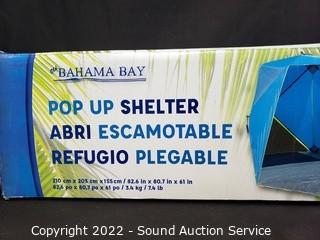 BAHAMA BAY
POP UP SHELTER
ABRI ESCAMOTABLE
REFUGIO PLEGABLE
210 cm x 205 cm x 155 cm / 82.6 in x 80.7 in x 61 in
82,6 po x 80,7 po x 61 po / 3.4 kg / 7.4 lb
Copyright 2022 - Sound Auction Service